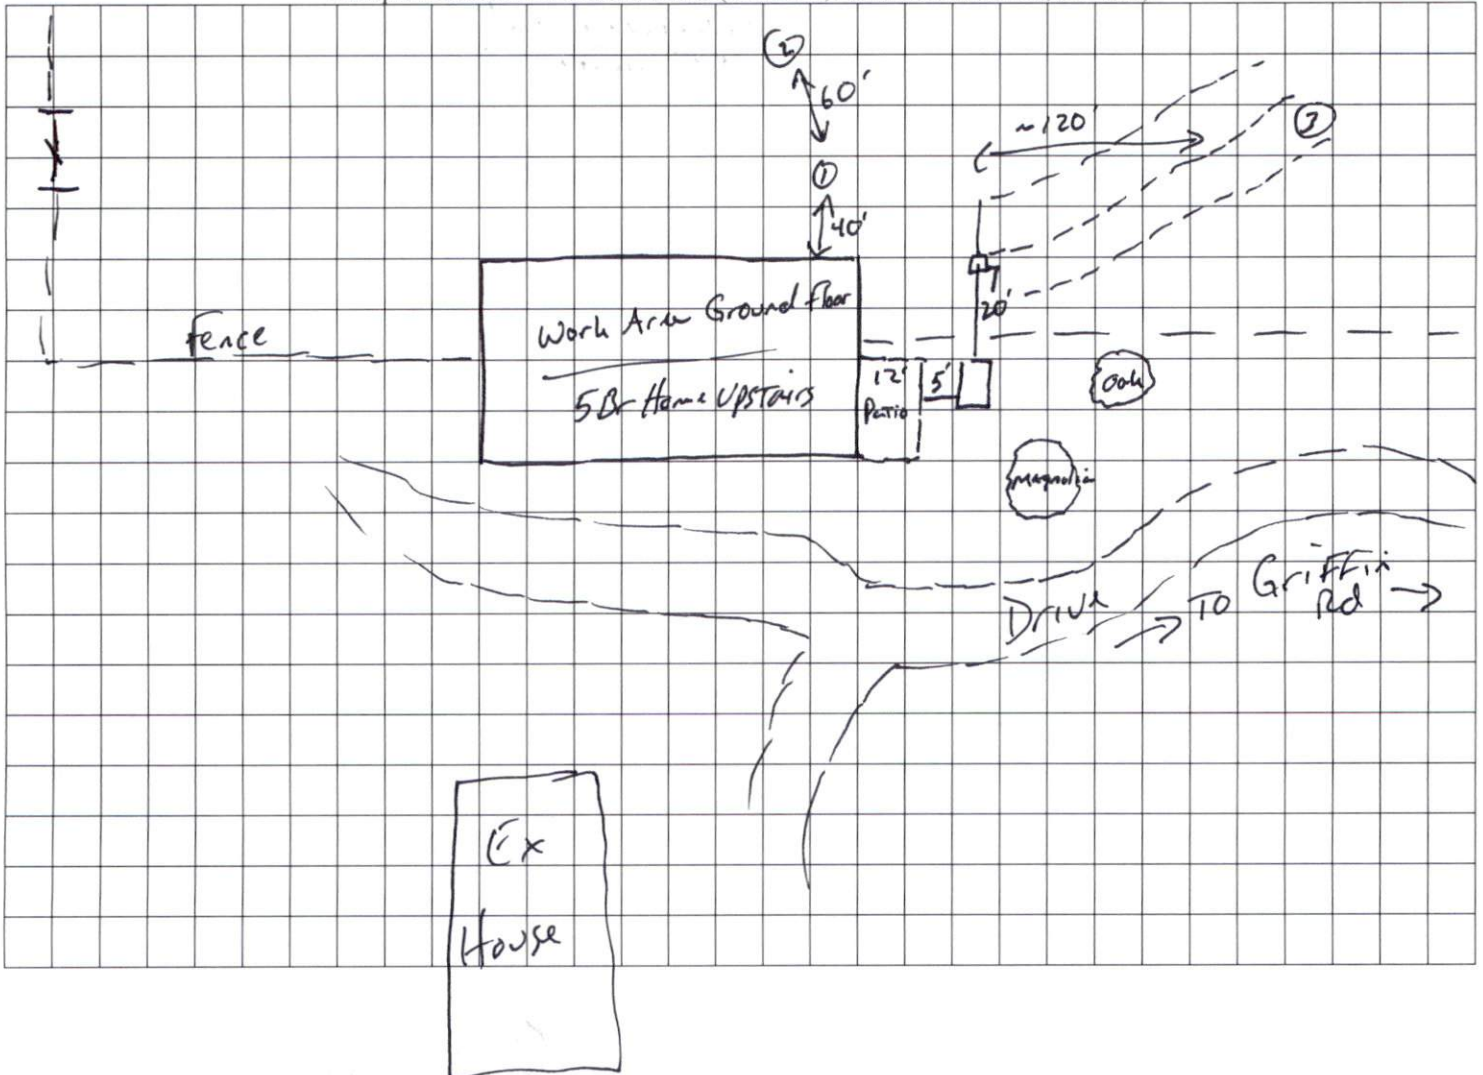 ②
60'
~120'
③
①
40'
Work Area Ground Floor
20'
Fence
5Br Home Upstairs
12'
Patio
5'
Oak
Magnolia
Drive
To Griffin
Rd
Ex
House